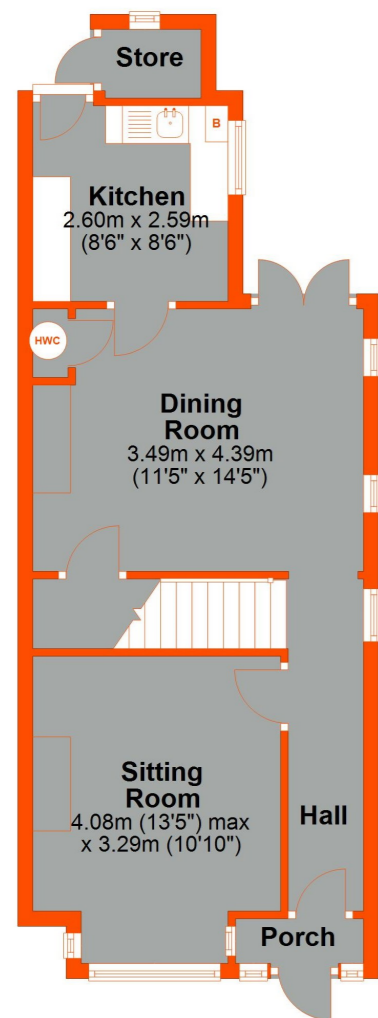 Store
B
Kitchen
2.60m x 2.59m
(8'6" x 8'6")
HWC
Dining
Room
3.49m x 4.39m
(11'5" x 14'5")
Sitting
Room
4.08m (13'5") max
x 3.29m (10'10")
Hall
Porch